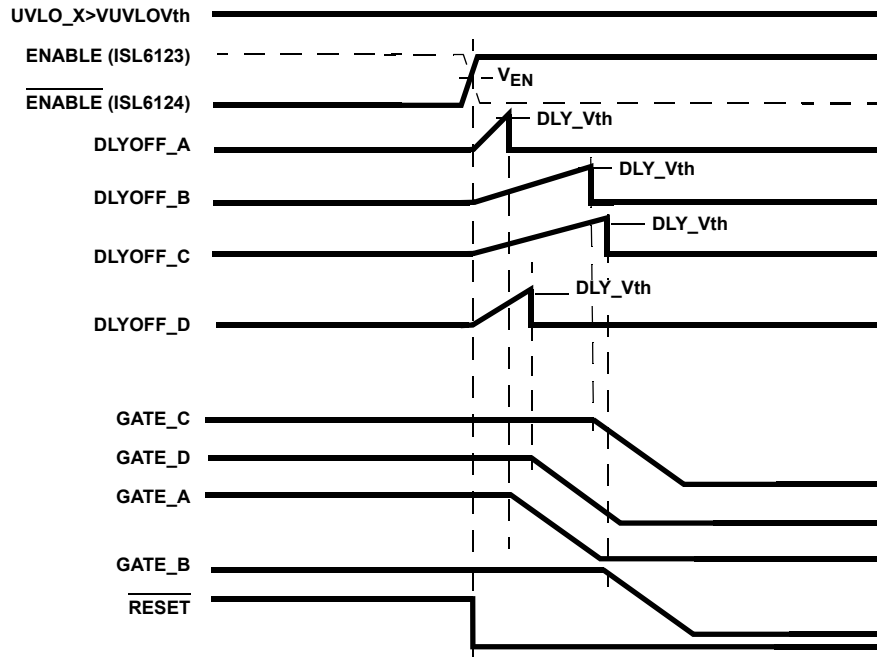 UVLO_X>VUVLOVth
ENABLE (ISL6123)
VEN
ENABLE (ISL6124)
DLY_Vth
DLYOFF_A
DLY_Vth
DLYOFF_B
DLY_Vth
DLYOFF_C
DLY_Vth
DLYOFF_D
GATE_C
GATE_D
GATE_A
GATE_B
RESET